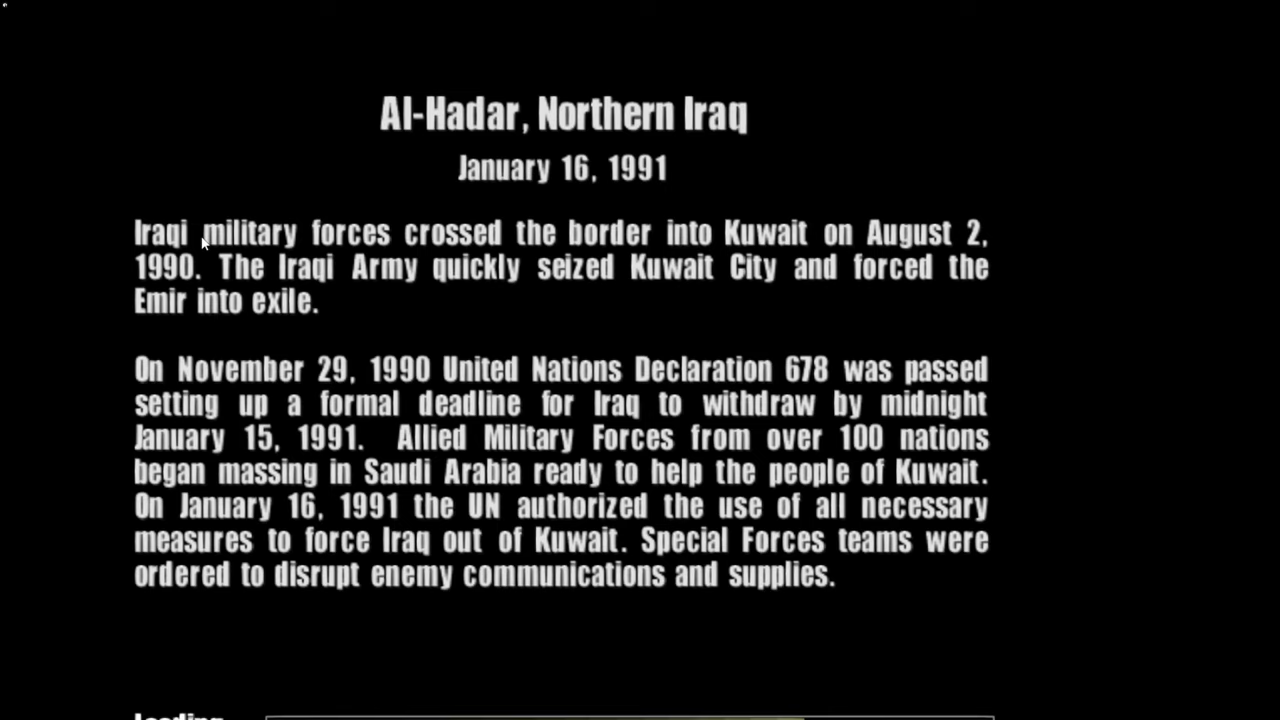 Al-Hadar, Northern Iraq
January 16, 1991
Iraqi military forces crossed the border into Kuwait on August 2,
1990. The Iraqi Army quickly seized Kuwait City and forced the
Emir into exile.
On November 29, 1990 United Nations Declaration 678 was passed
setting up a formal deadline for Iraq to withdraw by midnight
January 15, 1991. Allied Military Forces from over 100 nations
began massing in Saudi Arabia ready to help the people of Kuwait.
On January 16, 1991 the UN authorized the use of all necessary
measures to force Iraq out of Kuwait. Special Forces teams were
ordered to disrupt enemy communications and supplies.
Loading